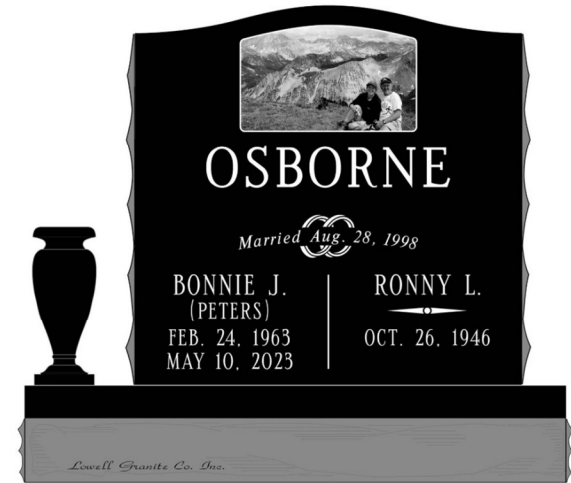 OSBORNE
Married Aug. 28, 1998
BONNIE J.
(PETERS)
FEB. 24, 1963
MAY 10, 2023
RONNY L.
OCT. 26, 1946
Lowell Granite Co. Inc.